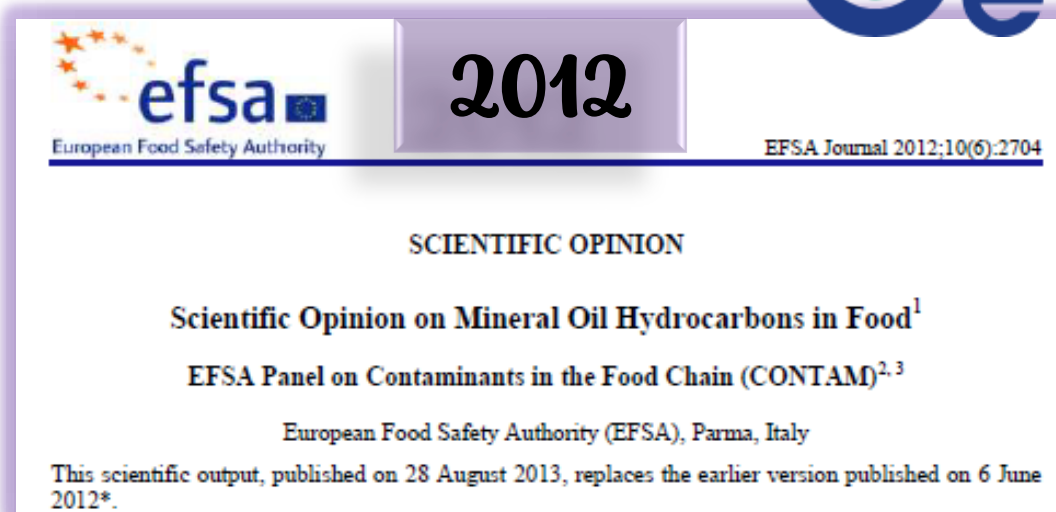 efsa
2012
European Food Safety Authority
EFSA Journal 2012;10(6):2704
SCIENTIFIC OPINION
Scientific Opinion on Mineral Oil Hydrocarbons in Food1
EFSA Panel on Contaminants in the Food Chain (CONTAM)2, 3
European Food Safety Authority (EFSA), Parma, Italy
This scientific output, published on 28 August 2013, replaces the earlier version published on 6 June
2012*.